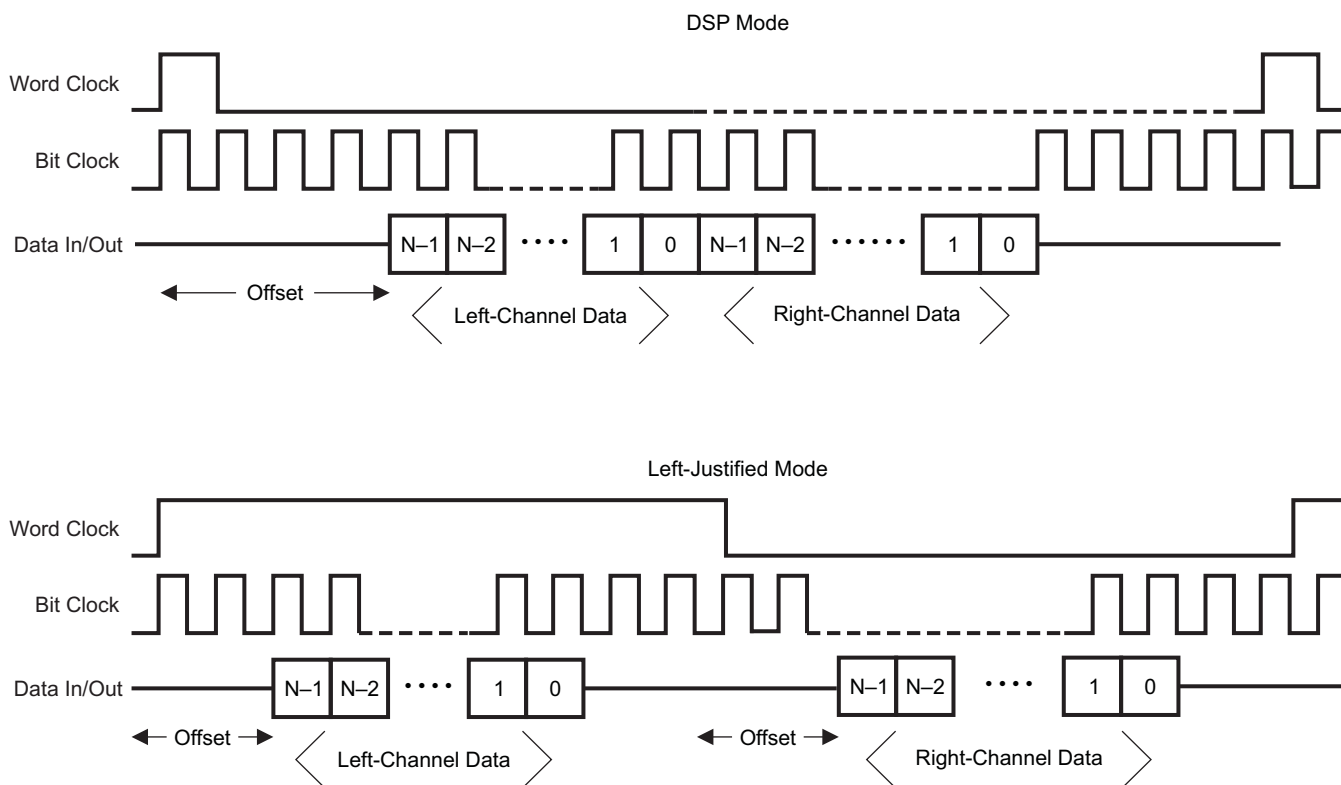 DSP Mode
Word Clock
Bit Clock
Data In/Out
N–1 N–2 •••• 1 0 N–1 N–2 •••••• 1 0
Offset
Left-Channel Data
Right-Channel Data
Left-Justified Mode
Word Clock
Bit Clock
Data In/Out
N–1 N–2 •••• 1 0 N–1 N–2 •••• 1 0
Offset
Left-Channel Data
Offset
Right-Channel Data